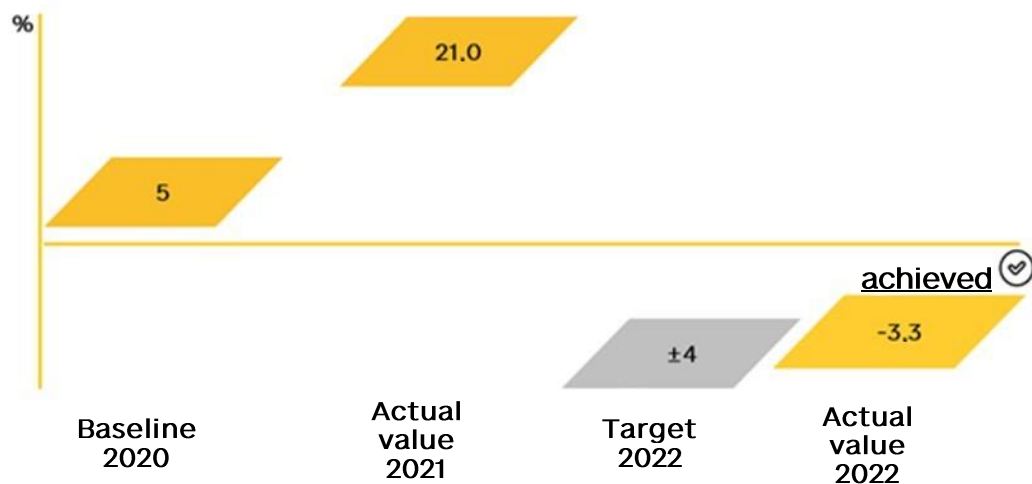 %
21.0
5
achieved
-3.3
±4
Baseline
2020
Actual
value
2021
Target
2022
Actual
value
2022